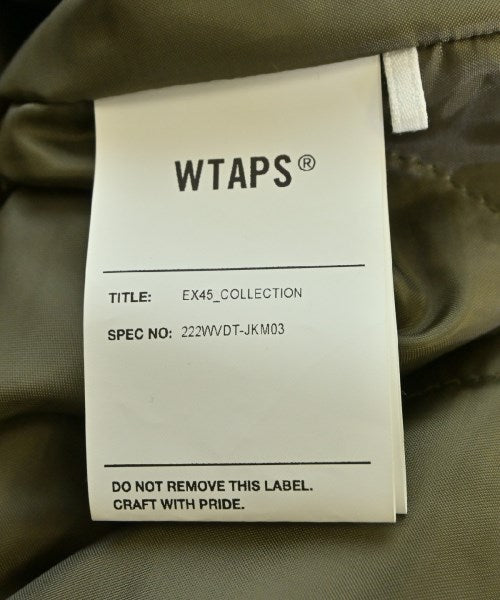 WTAPS®
TITLE: EX45_COLLECTION
SPEC NO: 222WVDT-JKM03
DO NOT REMOVE THIS LABEL.
CRAFT WITH PRIDE.